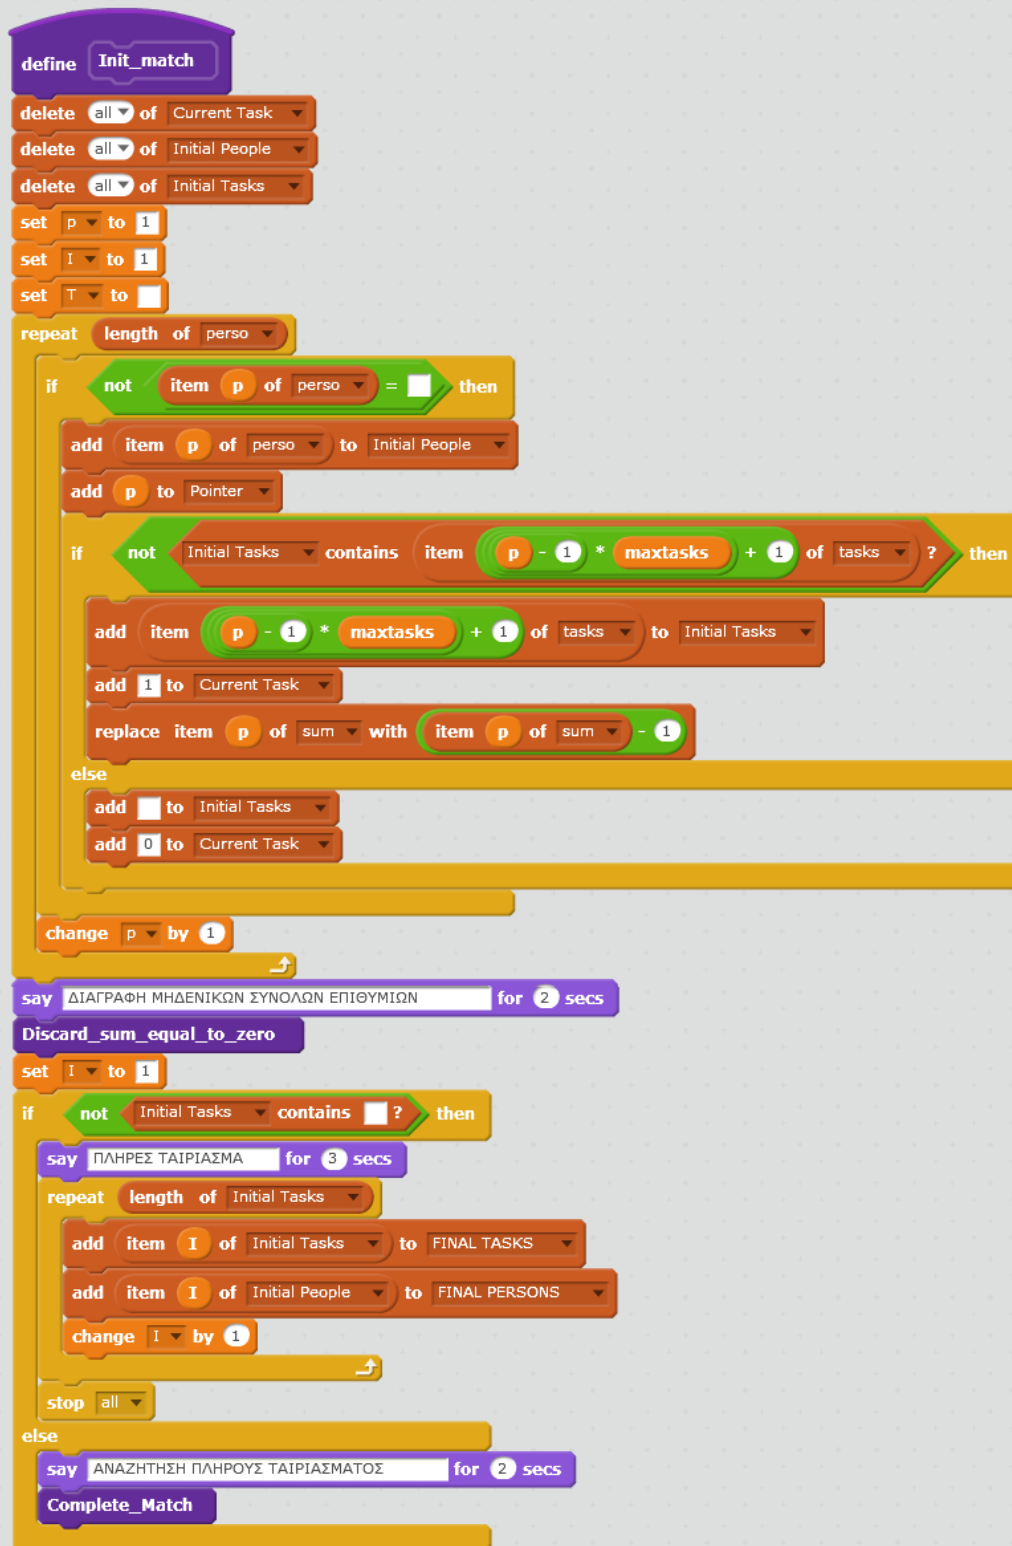 define Init_match
delete all of Current Task
delete all of Initial People
delete all of Initial Tasks
set p to 1
set I to 1
set T to
repeat length of perso
if not item p of perso = then
add item p of perso to Initial People
add p to Pointer
if not Initial Tasks contains item p - 1 * maxtasks + 1 of tasks ? then
add item p - 1 * maxtasks + 1 of tasks to Initial Tasks
add 1 to Current Task
replace item p of sum with item p of sum - 1
else
add to Initial Tasks
add 0 to Current Task
change p by 1
say ΔΙΑΓΡΑΦΗ ΜΗΔΕΝΙΚΩΝ ΣΥΝΟΛΩΝ ΕΠΙΘΥΜΙΩΝ for 2 secs
Discard_sum_equal_to_zero
set I to 1
if not Initial Tasks contains ? then
say ΠΛΗΡΕΣ ΤΑΙΡΙΑΣΜΑ for 3 secs
repeat length of Initial Tasks
add item I of Initial Tasks to FINAL TASKS
add item I of Initial People to FINAL PERSONS
change I by 1
stop all
else
say ΑΝΑΖΗΤΗΣΗ ΠΛΗΡΟΥΣ ΤΑΙΡΙΑΣΜΑΤΟΣ for 2 secs
Complete_Match